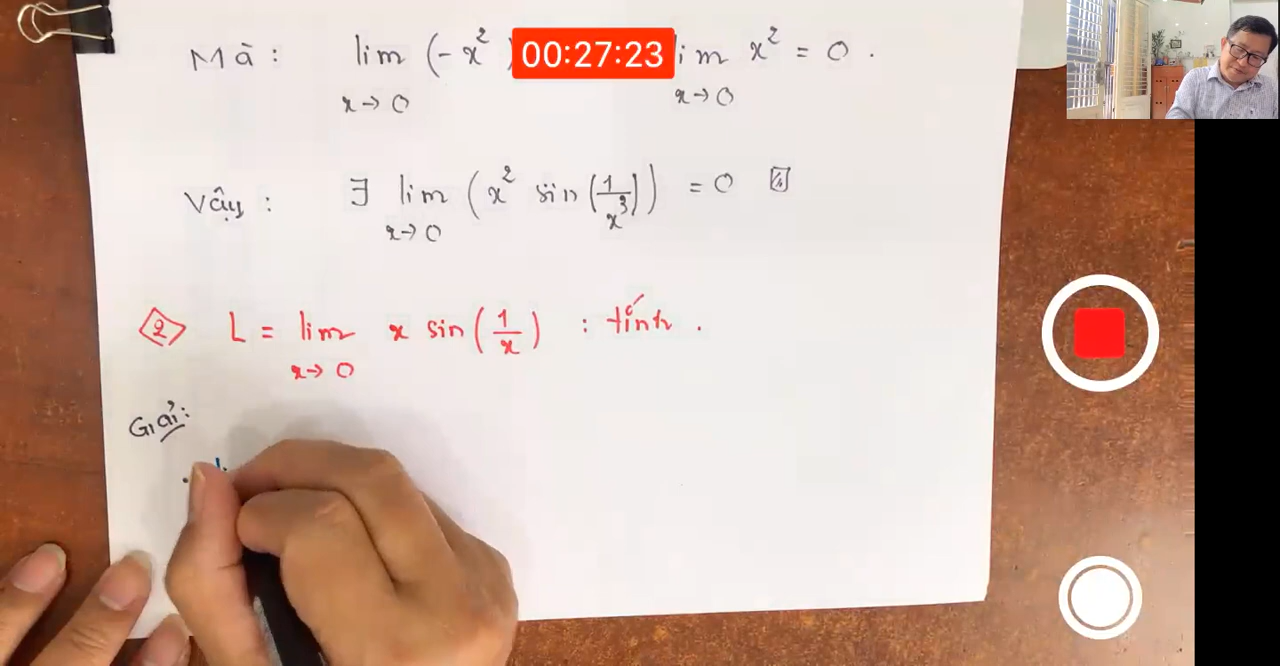 Mà : lim (-x²) lim x² = 0 .
x→0 x→0
00:27:23
Vậy : ∃ lim (x² sin(1/x³)) = 0
x→0
② L = lim x sin(1/x) : tính .
x→0
Giải: